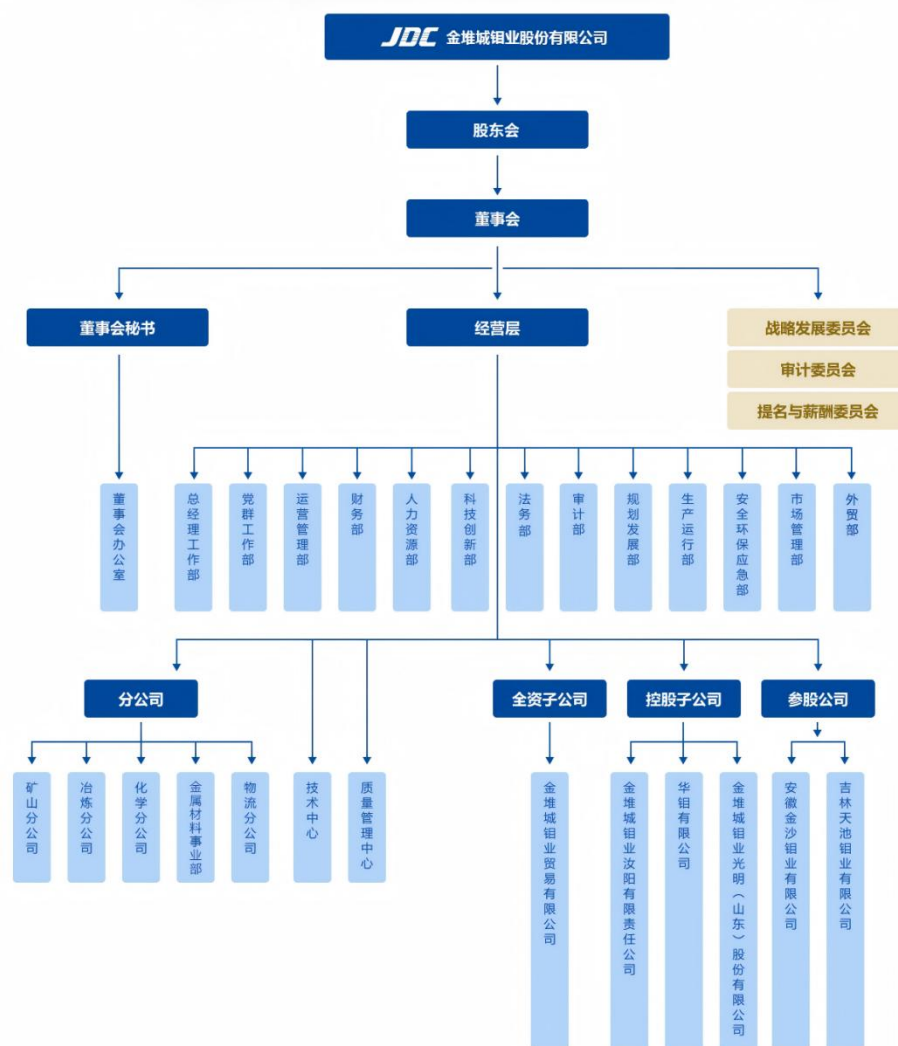 JDC 金堆城钼业股份有限公司
股东会
董事会
董事会秘书
经营层
战略发展委员会
审计委员会
提名与薪酬委员会
董事会办公室
总经理工作部
党群工作部
运营管理部
财务部
人力资源部
科技创新部
法务部
审计部
规划发展部
生产运行部
安全环保应急部
市场管理部
外贸部
分公司
全资子公司
控股子公司
参股公司
矿山分公司
冶炼分公司
化学分公司
金属材料事业部
物流分公司
技术中心
质量管理中心
金堆城钼业贸易有限公司
金堆城钼业汝阳有限责任公司
华钼有限公司
金堆城钼业光明（山东）股份有限公司
安徽金沙钼业有限公司
吉林天池钼业有限公司